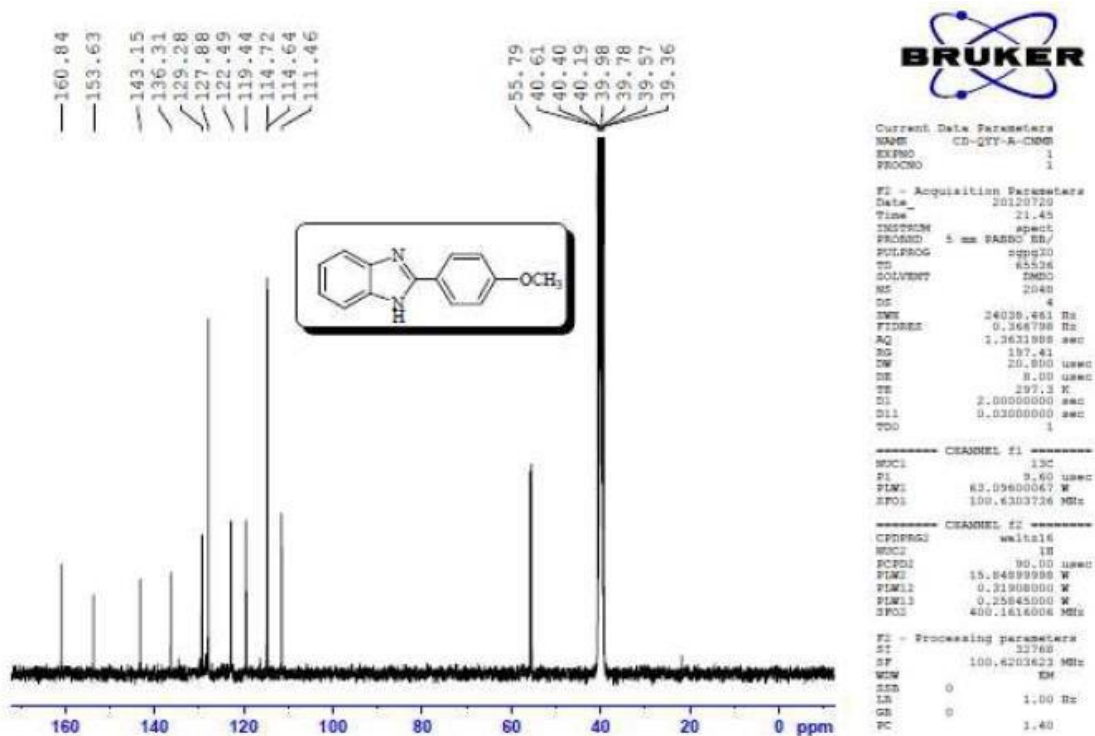 160.84
153.63
143.15
136.31
129.28
127.88
122.49
119.44
114.72
114.64
111.46
55.79
40.61
40.40
40.19
39.98
39.78
39.57
39.36
N
N
H
OCH3
160 140 120 100 80 60 40 20 0 ppm
BRUKER
Current Data Parameters
NAME CD-QYY-A-CNMR
EXPNO 1
PROCNO 1
F2 - Acquisition Parameters
Date_ 20120720
Time 21.45
INSTRUM spect
PROBHD 5 mm PABBO BB/
PULPROG zgpg30
TD 65536
SOLVENT DMSO
NS 2048
DS 4
SWH 24038.461 Hz
FIDRES 0.366798 Hz
AQ 1.3631988 sec
RG 197.41
DW 20.800 usec
DE 8.00 usec
TE 297.3 K
D1 2.00000000 sec
D11 0.03000000 sec
TD0 1
======== CHANNEL f1 ========
NUC1 13C
P1 9.60 usec
PLW1 63.09600067 W
SFO1 100.6303726 MHz
======== CHANNEL f2 ========
CPDPRG2 waltz16
NUC2 1H
PCPD2 90.00 usec
PLW2 15.84899998 W
PLW12 0.31908000 W
PLW13 0.25845000 W
SFO2 400.1616006 MHz
F2 - Processing parameters
SI 32768
SF 100.6203623 MHz
WDW EM
SSB 0
LB 1.00 Hz
GB 0
PC 1.40